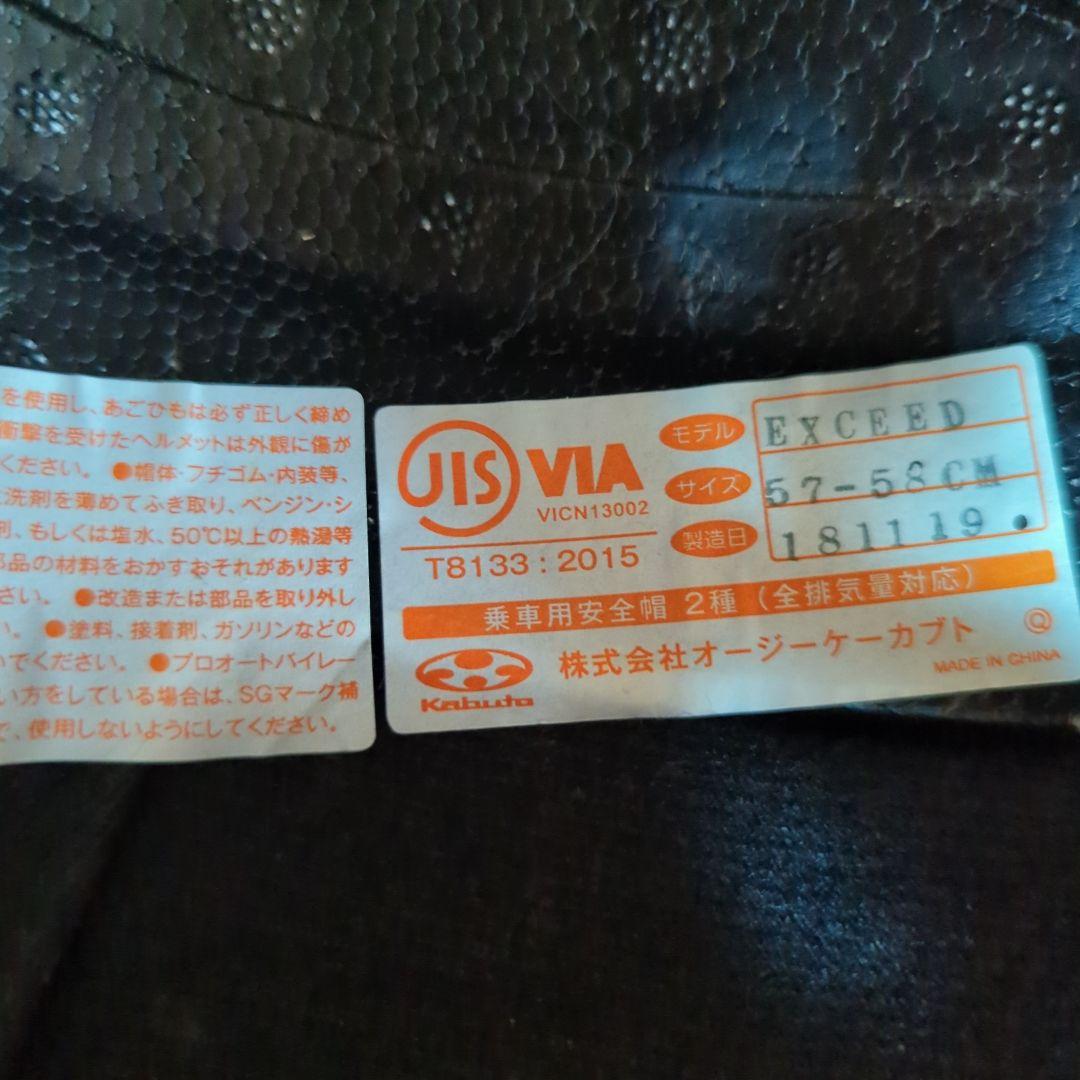 を使用し、あごひもは必ず正しく締め
衝撃を受けたヘルメットは外観に傷が
ください。 ●帽体・フチゴム・内装等、
洗剤を薄めてふき取り、ベンジン・シ
剤、もしくは塩水、50℃以上の熱湯等
部品の材料をおかすおそれがあります
さい。 ●改造または部品を取り外し
い。 ●塗料、接着剤、ガソリンなどの
いでください。 ●プロオートバイレー
い方をしている場合は、SGマーク補
で、使用しないようにしてください。
JIS VIA
VICN13002
T8133:2015
モデル EXCEED
サイズ 57-58CM
製造日 181119.
乗車用安全帽 2種(全排気量対応)
Kabuto
株式会社オージーケーカブト
Q
MADE IN CHINA